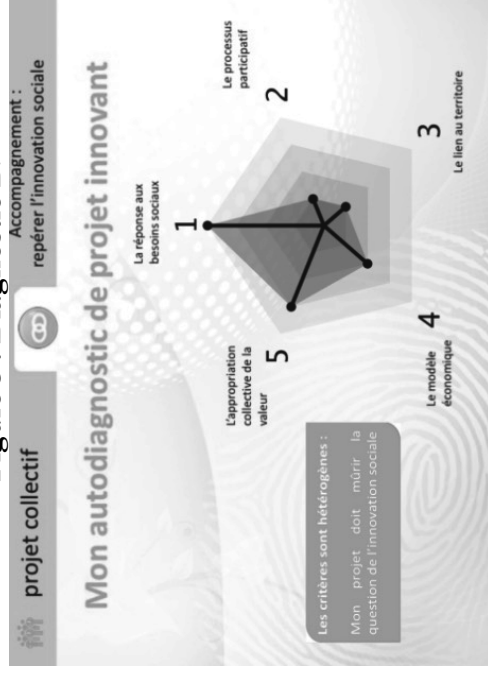 projet collectif
Accompagnement :
repérer l'innovation sociale
Mon autodiagnostic de projet innovant
La réponse aux
besoins sociaux
1
Le processus
participatif
2
3
Le lien au territoire
4
Le modèle
économique
L'appropriation
collective de la
valeur
5
Les critères sont hétérogènes :
Mon projet doit mûrir la
question de l'innovation sociale